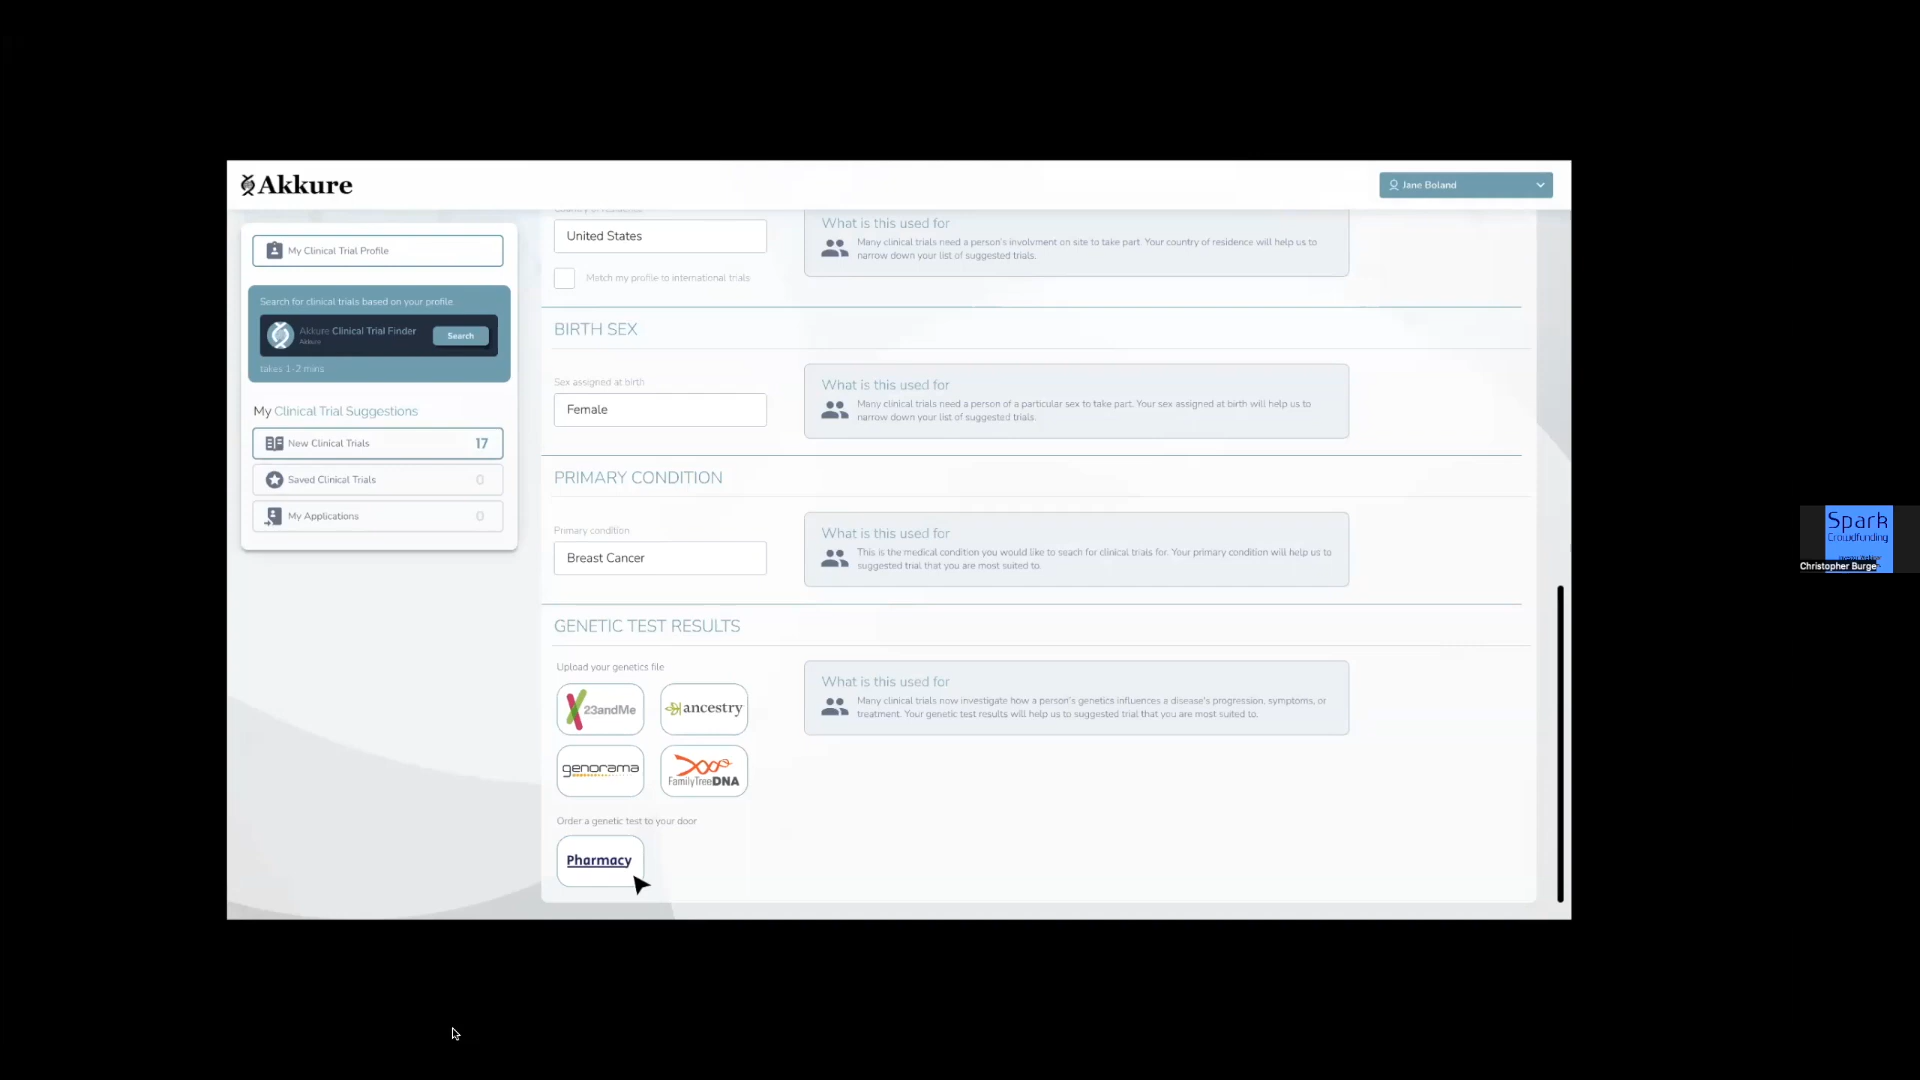 Akkure
Jane Boland
My Clinical Trial Profile
Search for clinical trials based on your profile
Akkure Clinical Trial Finder
Akkure
Search
takes 1-2 mins
My Clinical Trial Suggestions
New Clinical Trials 17
Saved Clinical Trials 0
My Applications 0
United States
Match my profile to international trials
What is this used for
Many clinical trials need a person's involvment on site to take part. Your country of residence will help us to
narrow down your list of suggested trials.
BIRTH SEX
Sex assigned at birth
Female
What is this used for
Many clinical trials need a person of a particular sex to take part. Your sex assigned at birth will help us to
narrow down your list of suggested trials.
PRIMARY CONDITION
Primary condition
Breast Cancer
What is this used for
This is the medical condition you would like to seach for clinical trials for. Your primary condition will help us to
suggested trial that you are most suited to.
GENETIC TEST RESULTS
Upload your genetics file
23andMe
ancestry
genorama
FamilyTreeDNA
What is this used for
Many clinical trials now investigate how a person's genetics influences a disease's progression, symptoms, or
treatment. Your genetic test results will help us to suggested trial that you are most suited to.
Order a genetic test to your door
Pharmacy
Spark
Crowdfunding
Christopher Burge